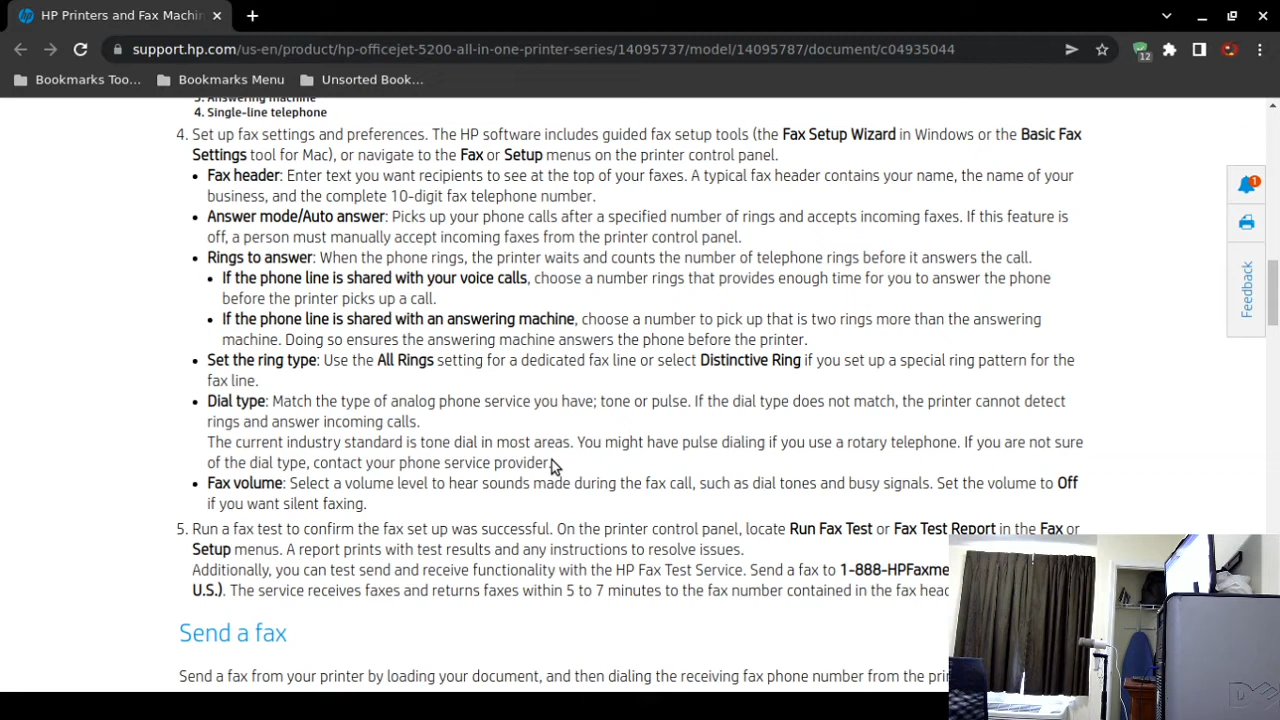 HP Printers and Fax Machin
support.hp.com/us-en/product/hp-officejet-5200-all-in-one-printer-series/14095737/model/14095787/document/c04935044
12
Bookmarks Too...
Bookmarks Menu
Unsorted Book...
3. Answering machine
4. Single-line telephone
4. Set up fax settings and preferences. The HP software includes guided fax setup tools (the Fax Setup Wizard in Windows or the Basic Fax
Settings tool for Mac), or navigate to the Fax or Setup menus on the printer control panel.
• Fax header: Enter text you want recipients to see at the top of your faxes. A typical fax header contains your name, the name of your
business, and the complete 10-digit fax telephone number.
• Answer mode/Auto answer: Picks up your phone calls after a specified number of rings and accepts incoming faxes. If this feature is
off, a person must manually accept incoming faxes from the printer control panel.
• Rings to answer: When the phone rings, the printer waits and counts the number of telephone rings before it answers the call.
• If the phone line is shared with your voice calls, choose a number rings that provides enough time for you to answer the phone
before the printer picks up a call.
• If the phone line is shared with an answering machine, choose a number to pick up that is two rings more than the answering
machine. Doing so ensures the answering machine answers the phone before the printer.
• Set the ring type: Use the All Rings setting for a dedicated fax line or select Distinctive Ring if you set up a special ring pattern for the
fax line.
• Dial type: Match the type of analog phone service you have; tone or pulse. If the dial type does not match, the printer cannot detect
rings and answer incoming calls.
The current industry standard is tone dial in most areas. You might have pulse dialing if you use a rotary telephone. If you are not sure
of the dial type, contact your phone service provider.
• Fax volume: Select a volume level to hear sounds made during the fax call, such as dial tones and busy signals. Set the volume to Off
if you want silent faxing.
5. Run a fax test to confirm the fax set up was successful. On the printer control panel, locate Run Fax Test or Fax Test Report in the Fax or
Setup menus. A report prints with test results and any instructions to resolve issues.
Additionally, you can test send and receive functionality with the HP Fax Test Service. Send a fax to 1-888-HPFaxme
U.S.). The service receives faxes and returns faxes within 5 to 7 minutes to the fax number contained in the fax head
Send a fax
Send a fax from your printer by loading your document, and then dialing the receiving fax phone number from the prin
1
Feedback
DELL